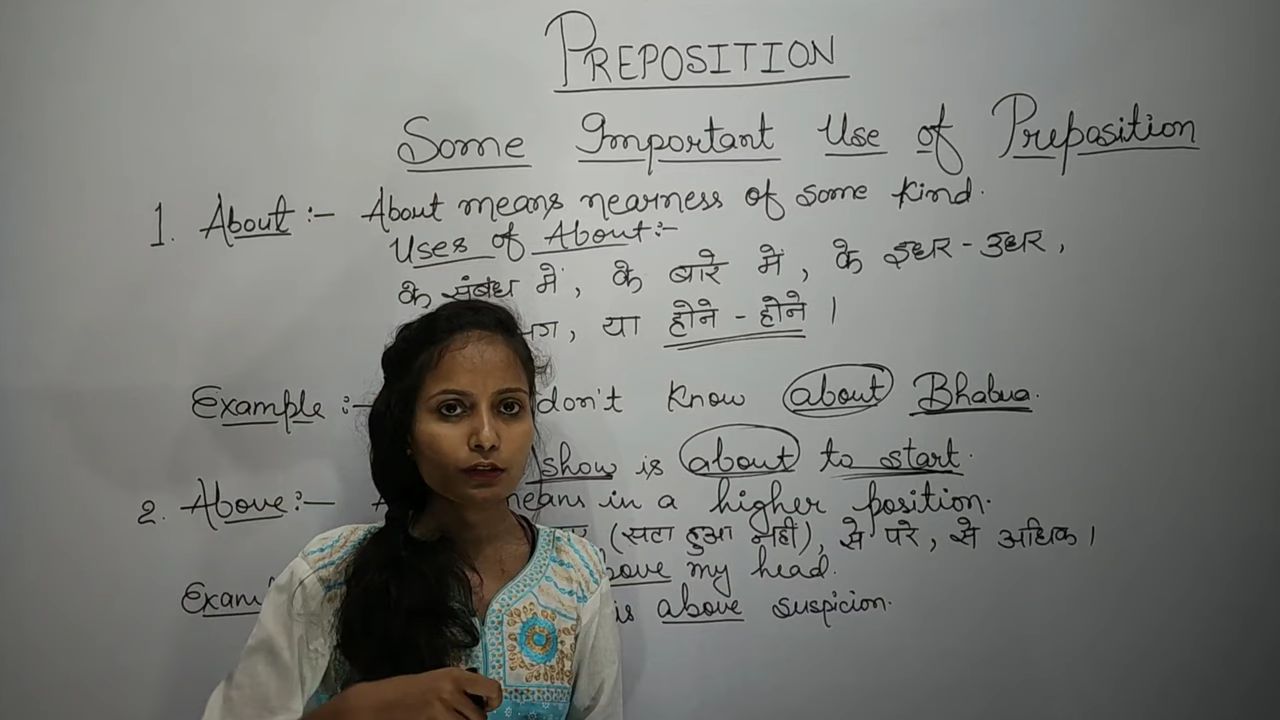 PREPOSITION
Some Important Use of Preposition
1. About :- About means nearness of some kind.
Uses of About :-
के संबंध में, के बारे में, के इधर-उधर,
या होने-होने ।
Example :- don't know about Bhabua.
show is about to start.
2. Above :- means in a higher position.
(सटा हुआ नहीं), से परे, से अधिक ।
my head.
is above suspicion.